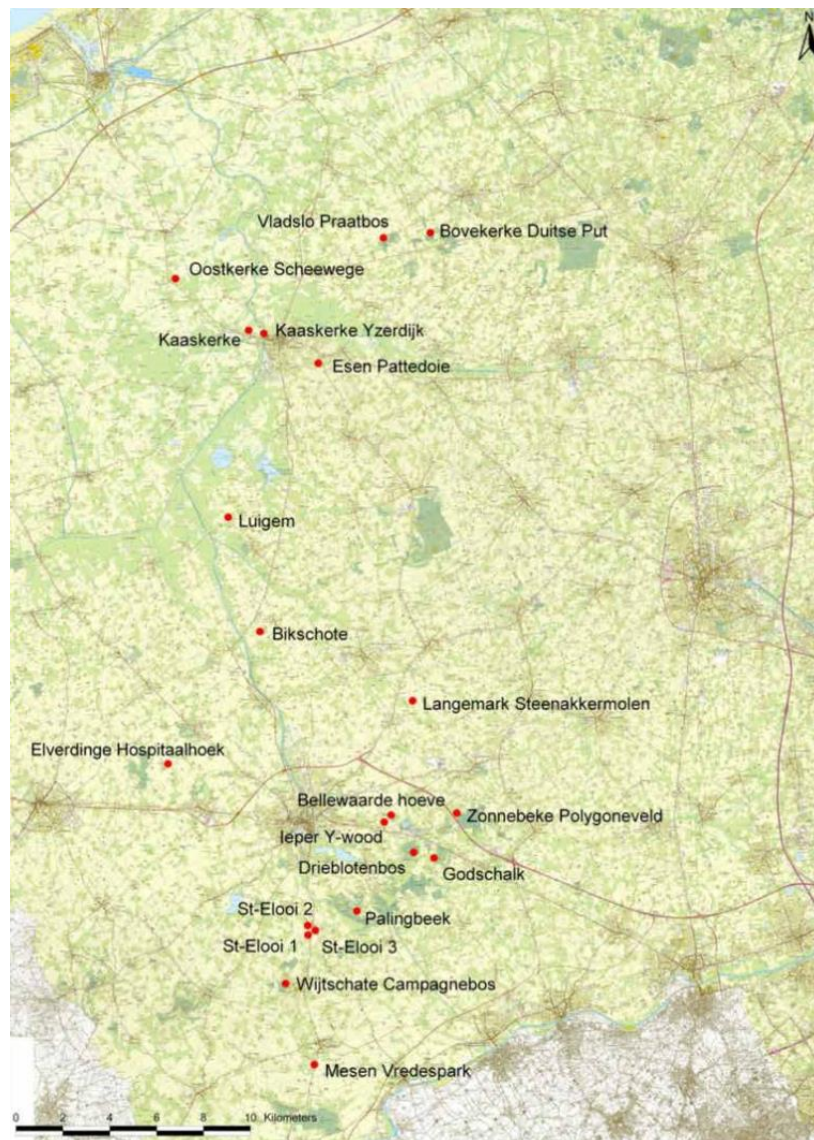 N
Vladslo Praatbos
Bovekerke Duitse Put
Oostkerke Scheewege
Kaaskerke
Kaaskerke Yzerdijk
Esen Pattedoie
Luigem
Bikschote
Langemark Steenakkermolen
Elverdinge Hospitaalhoek
Bellewaarde hoeve
Zonnebeke Polygoneveld
Ieper Y-wood
Drieblotenbos
Godschalk
St-Elooi 2
Palingbeek
St-Elooi 1
St-Elooi 3
Wijtschate Campagnebos
Mesen Vredespark
0 2 4 6 8 10 Kilometers